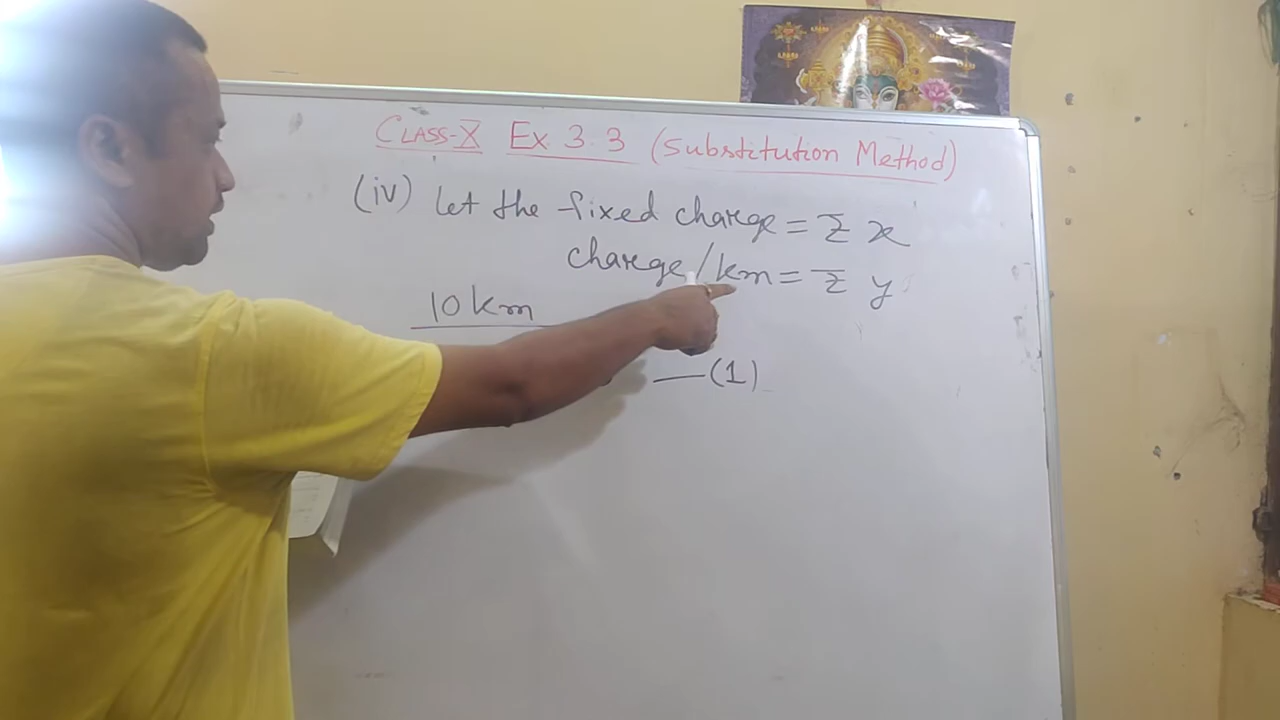 CLASS-X Ex. 3.3 (Substitution Method)
(iv) Let the fixed charge = ₹ x
charge/km = ₹ y
10 km
—(1)